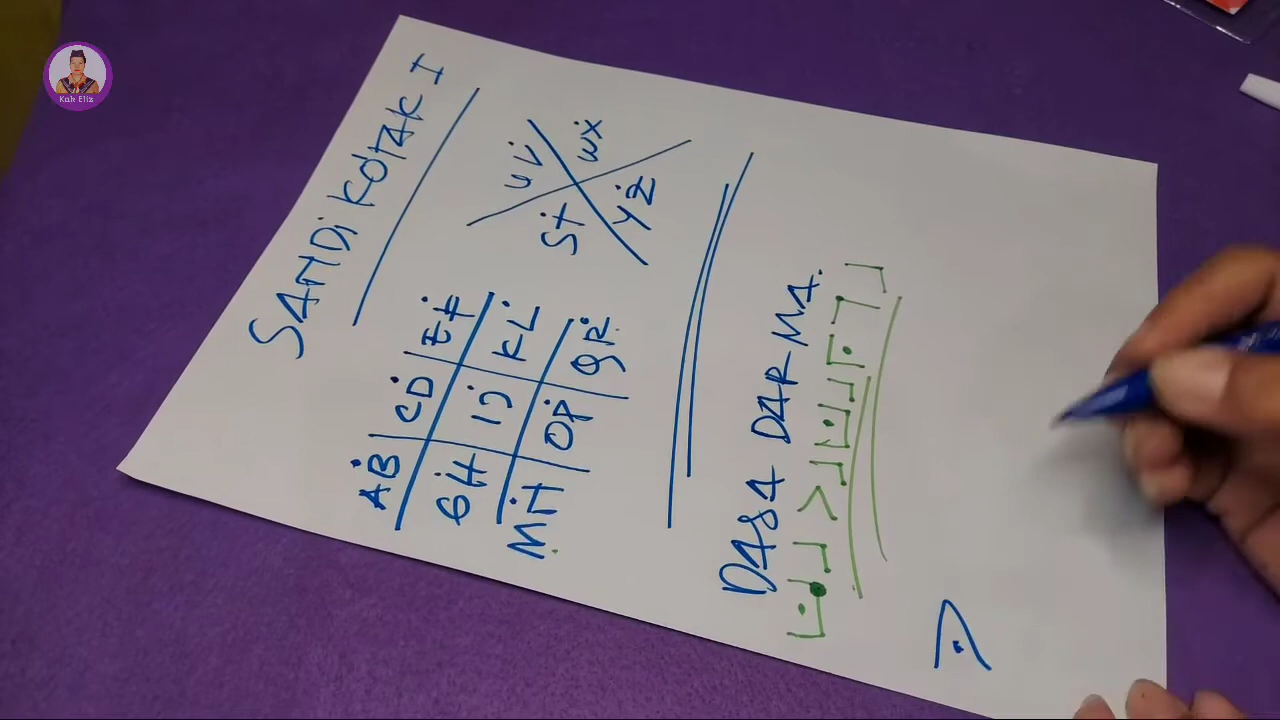 Kak Eliz
SANDI KOTAK I
AB CD EF
GH IJ KL
MN OP QR
UV
ST WX
YZ
DASA DARMA.